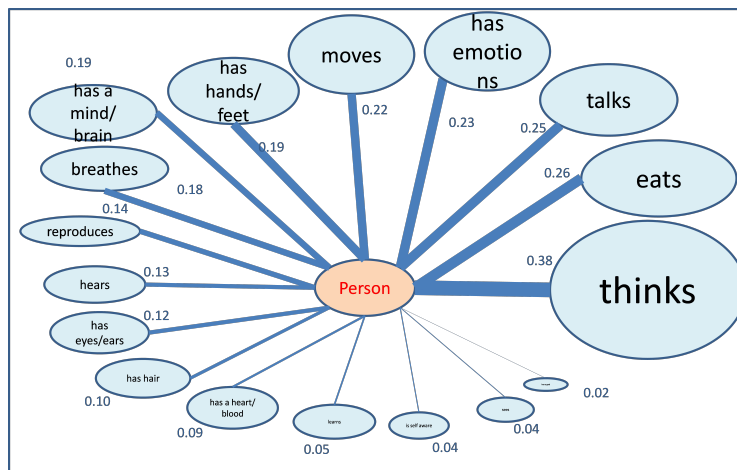 has
emotio
ns
moves
has
hands/
feet
0.19
has a
mind/
brain
talks
0.22
0.23
0.25
0.19
breathes
0.18
0.26
eats
0.14
reproduces
0.38
thinks
Person
0.13
hears
0.12
has
eyes/ears
has hair
0.10
has a heart/
blood
0.09
learns
0.05
is self aware
0.04
0.04
0.02